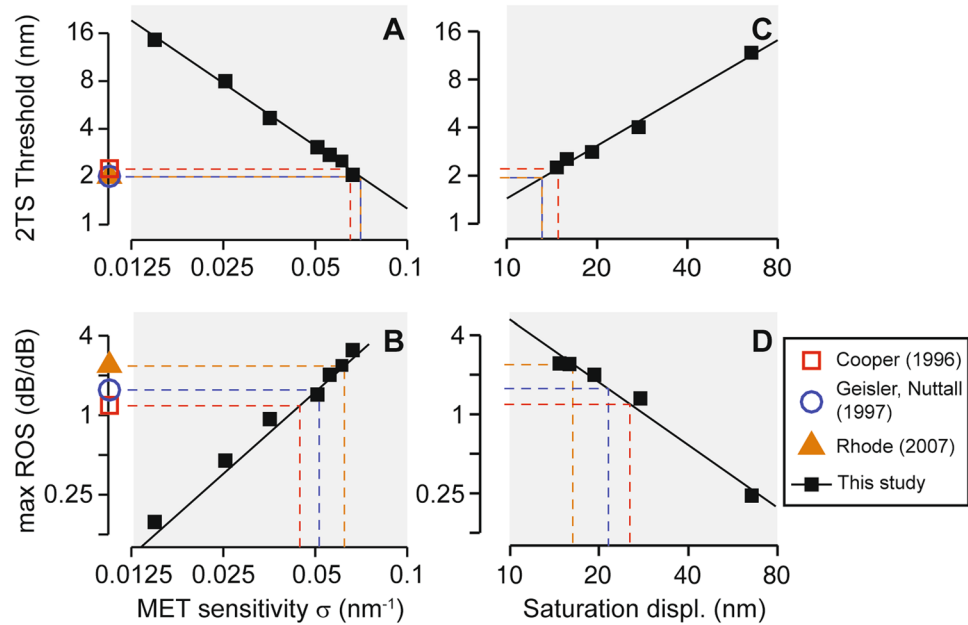 A
2TS Threshold (nm)
16
8
4
2
1
0.0125 0.025 0.05 0.1
C
16
8
4
2
1
10 20 40 80
B
max ROS (dB/dB)
4
1
0.25
0.0125 0.025 0.05 0.1
MET sensitivity σ (nm⁻¹)
D
4
1
0.25
10 20 40 80
Saturation displ. (nm)
Cooper (1996)
Geisler, Nuttall
(1997)
Rhode (2007)
This study